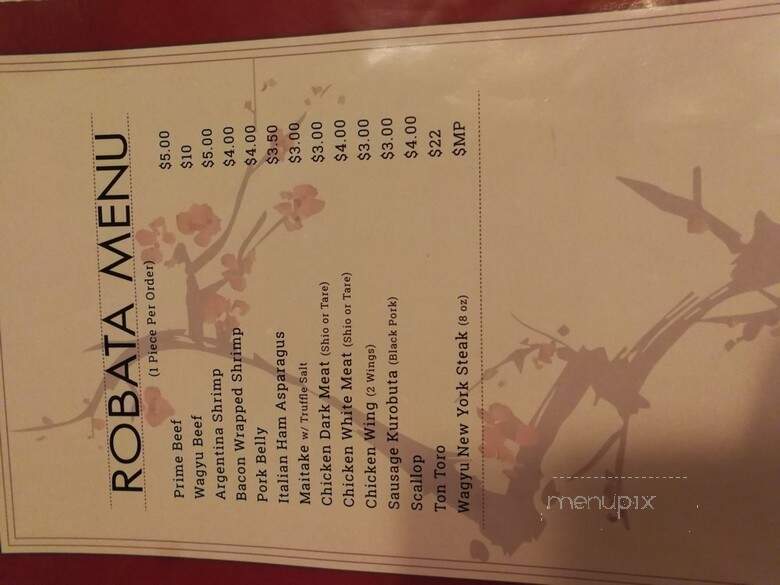 ROBATA MENU
(1 Piece Per Order)
Prime Beef $5.00
Wagyu Beef $10
Argentina Shrimp $5.00
Bacon Wrapped Shrimp $4.00
Pork Belly $4.00
Italian Ham Asparagus $3.50
Maitake w/ Truffle Salt $3.00
Chicken Dark Meat (Shio or Tare) $3.00
Chicken White Meat (Shio or Tare) $4.00
Chicken Wing (2 Wings) $3.00
Sausage Kurobuta (Black Pork) $3.00
Scallop $4.00
Ton Toro $22
Wagyu New York Steak (8 oz) $MP
menupix